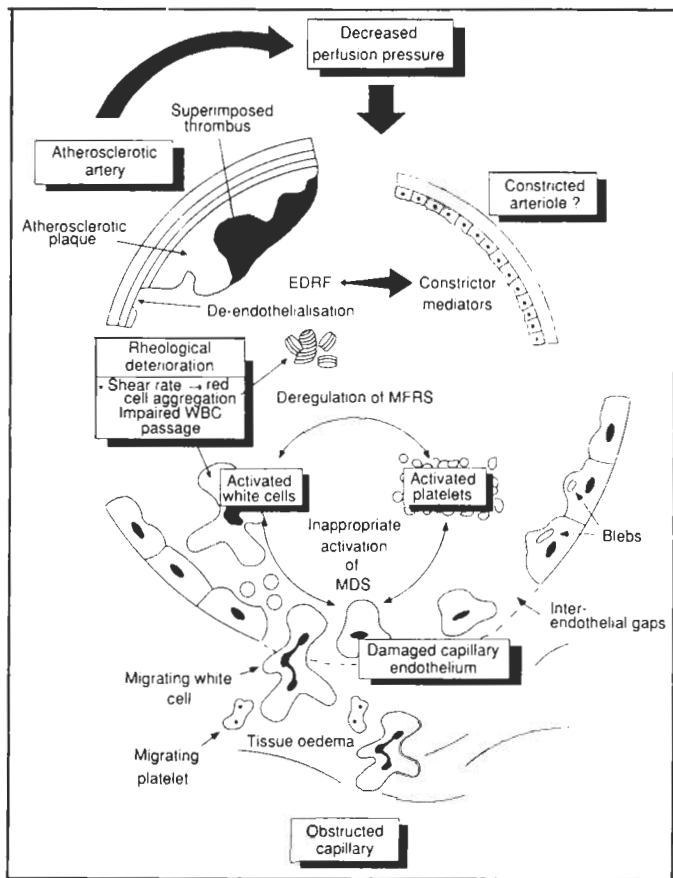 Decreased
perfusion pressure
Superimposed
thrombus
Atherosclerotic
artery
Constricted
arteriole ?
Atherosclerotic
plaque
EDRF
Constrictor
mediators
De-endothelialisation
Rheological
deterioration
• Shear rate → red
cell aggregation
Impaired WBC
passage
Deregulation of MFRS
Activated
white cells
Activated
platelets
Inappropriate
activation
of
MDS
Blebs
Inter-
endothelial gaps
Damaged capillary
endothelium
Migrating white
cell
Migrating
platelet
Tissue oedema
Obstructed
capillary